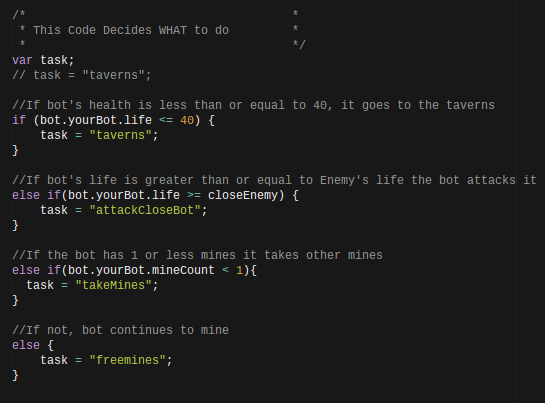 /*                                      *
 * This Code Decides WHAT to do         *
 *                                      */
var task;
// task = "taverns";
//If bot's health is less than or equal to 40, it goes to the taverns
if (bot.yourBot.life <= 40) {
    task = "taverns";
}
//If bot's life is greater than or equal to Enemy's life the bot attacks it
else if(bot.yourBot.life >= closeEnemy) {
    task = "attackCloseBot";
}
//If the bot has 1 or less mines it takes other mines
else if(bot.yourBot.mineCount < 1){
  task = "takeMines";
}
//If not, bot continues to mine
else {
    task = "freemines";
}